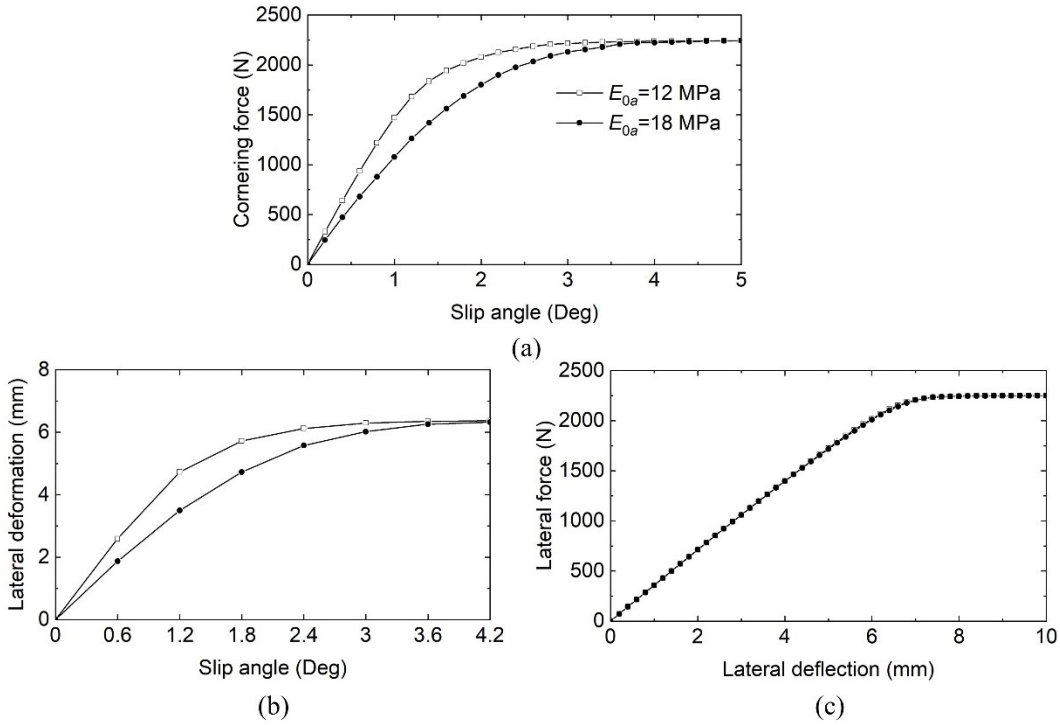 2500
2000
1500
1000
500
0
Cornering force (N)
E0a=12 MPa
E0a=18 MPa
0 1 2 3 4 5
Slip angle (Deg)
(a)
8
6
4
2
0
Lateral deformation (mm)
0 0.6 1.2 1.8 2.4 3 3.6 4.2
Slip angle (Deg)
(b)
2500
2000
1500
1000
500
0
Lateral force (N)
0 2 4 6 8 10
Lateral deflection (mm)
(c)